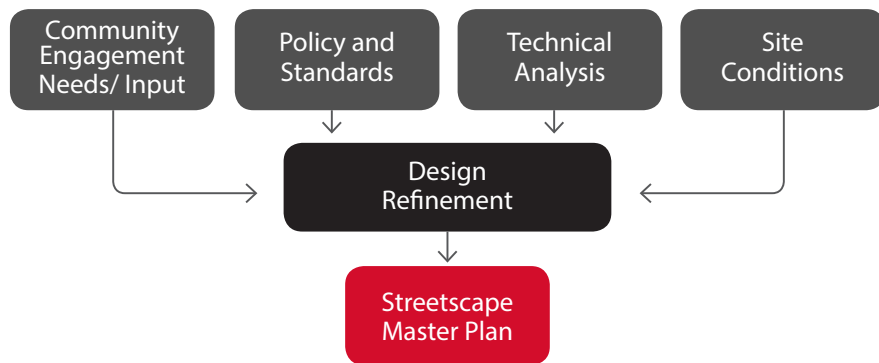 Community
Engagement
Needs/ Input
Policy and
Standards
Technical
Analysis
Site
Conditions
Design
Refinement
Streetscape
Master Plan